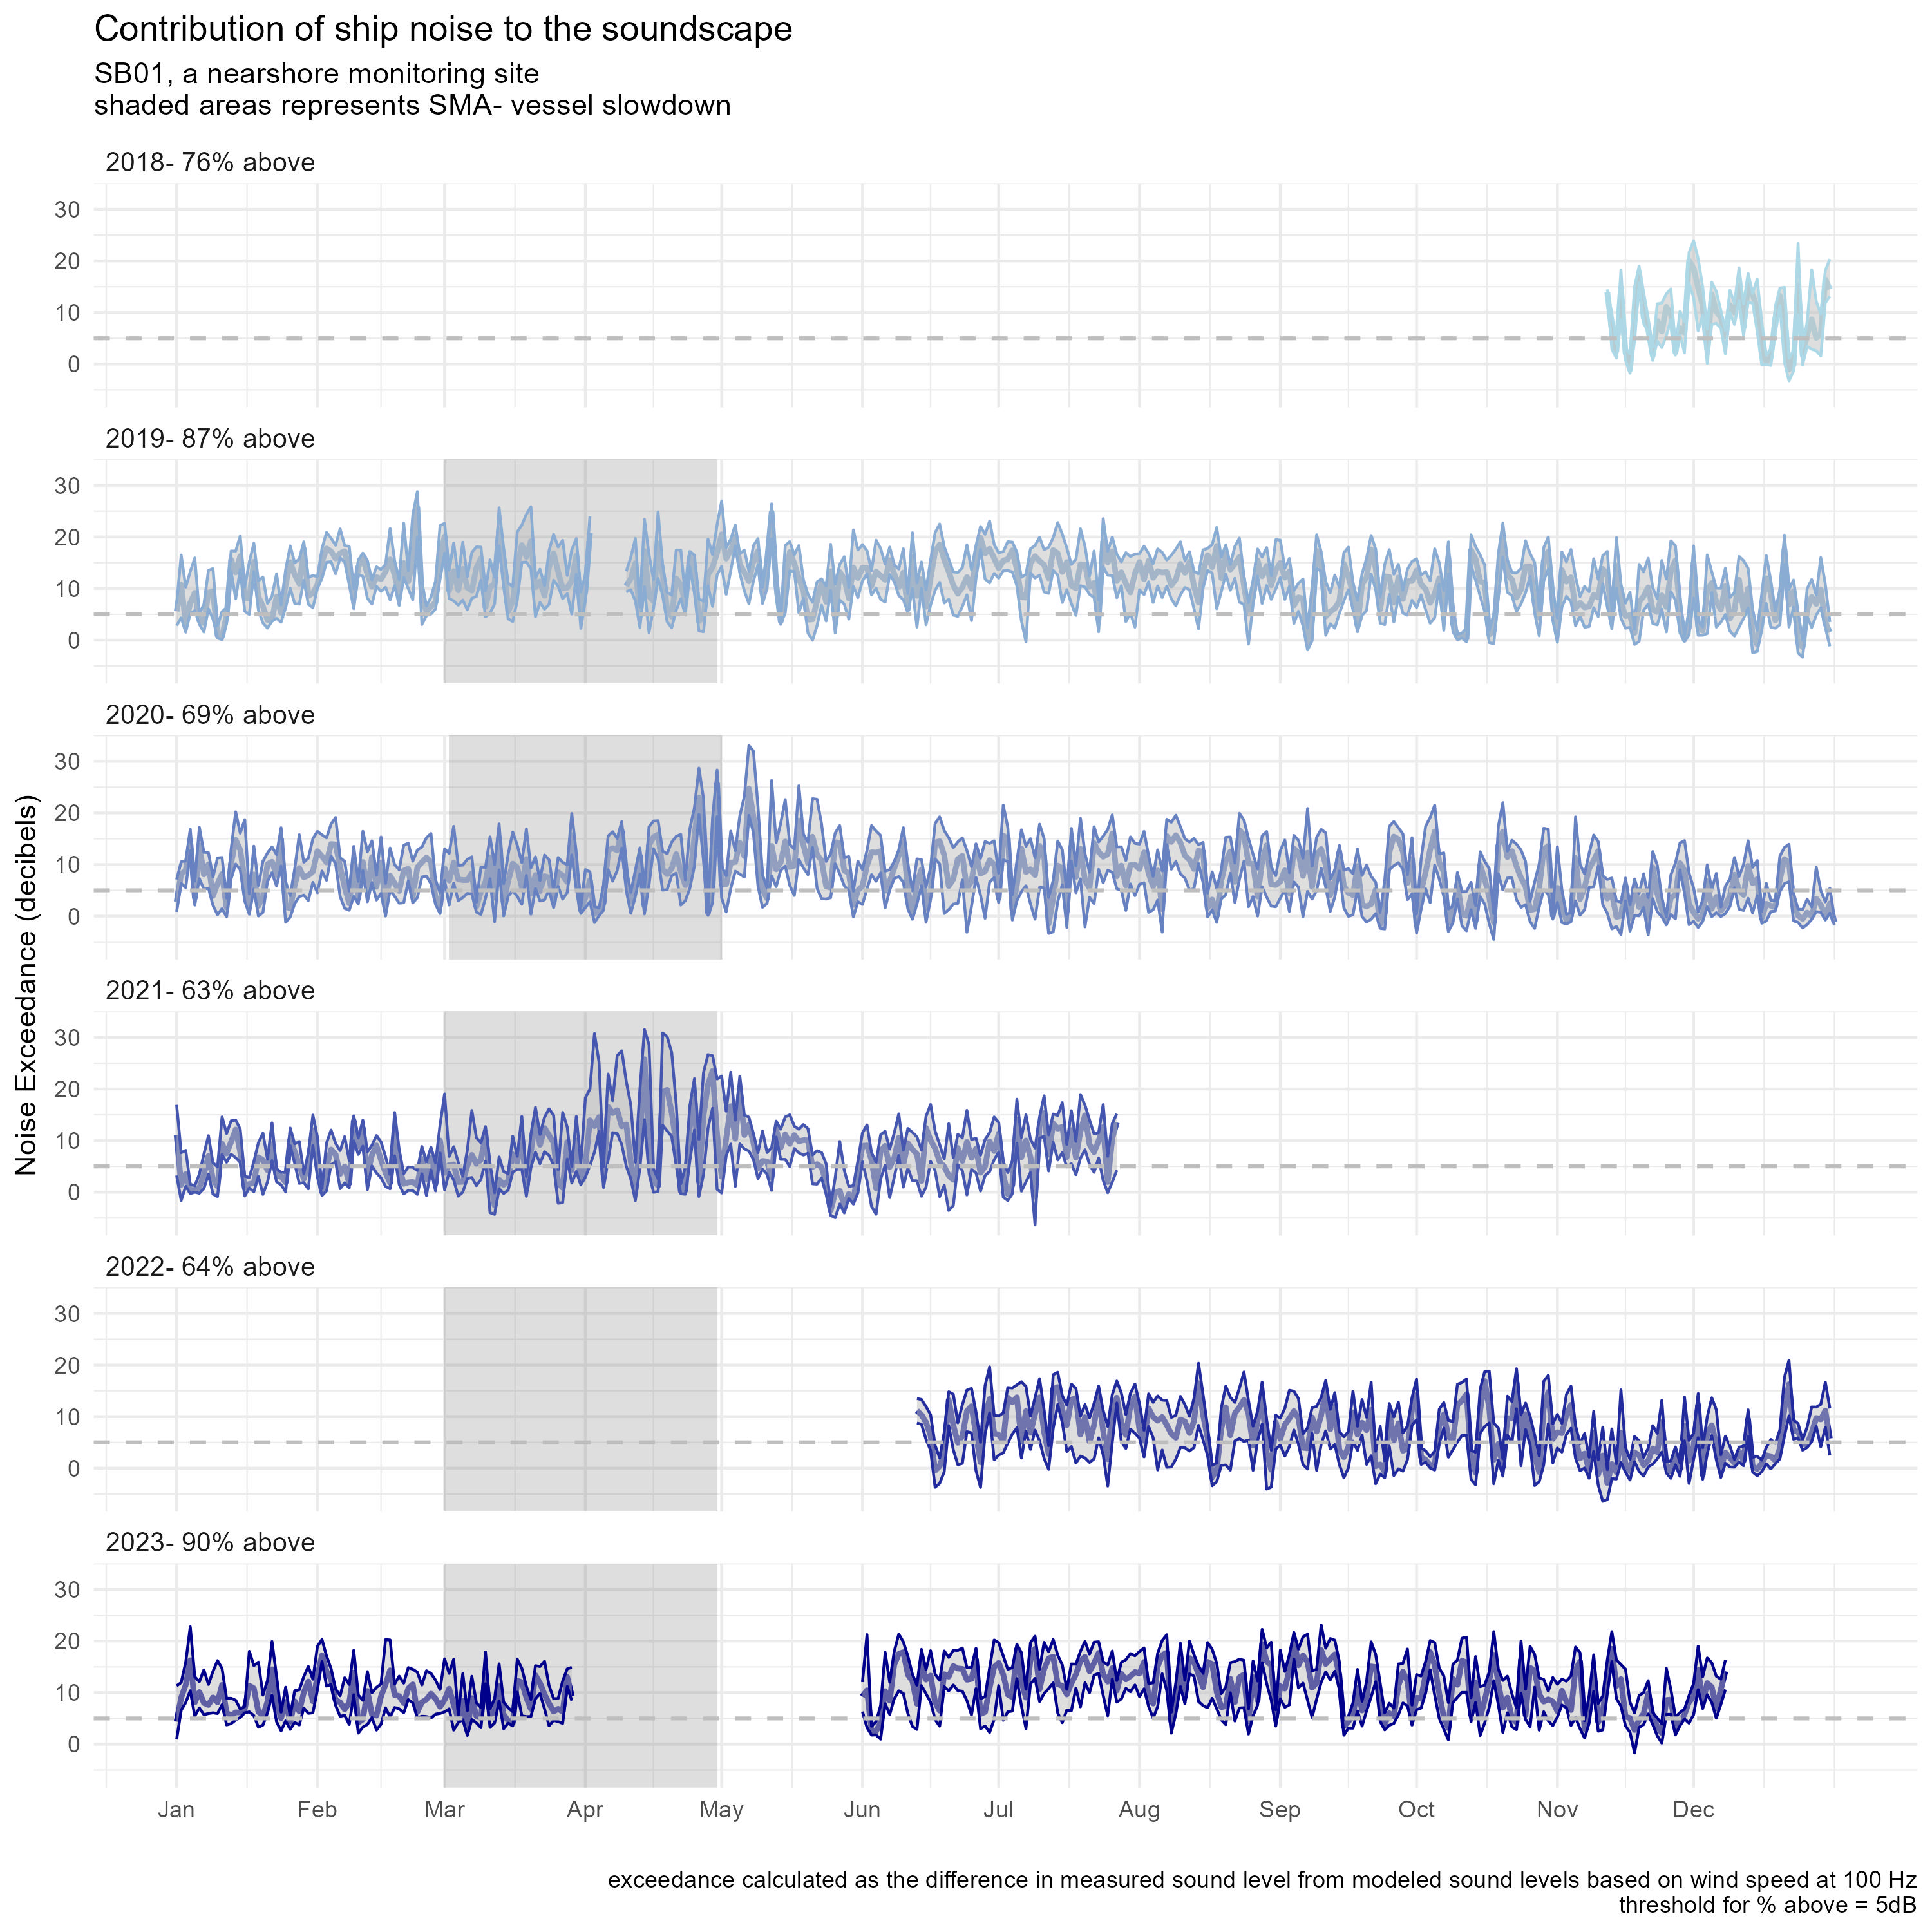 Contribution of ship noise to the soundscape
SB01, a nearshore monitoring site
shaded areas represents SMA- vessel slowdown
Noise Exceedance (decibels)
2018- 76% above
30
20
10
0
2019- 87% above
30
20
10
0
2020- 69% above
30
20
10
0
2021- 63% above
30
20
10
0
2022- 64% above
30
20
10
0
2023- 90% above
30
20
10
0
Jan Feb Mar Apr May Jun Jul Aug Sep Oct Nov Dec
exceedance calculated as the difference in measured sound level from modeled sound levels based on wind speed at 100 Hz
threshold for % above = 5dB